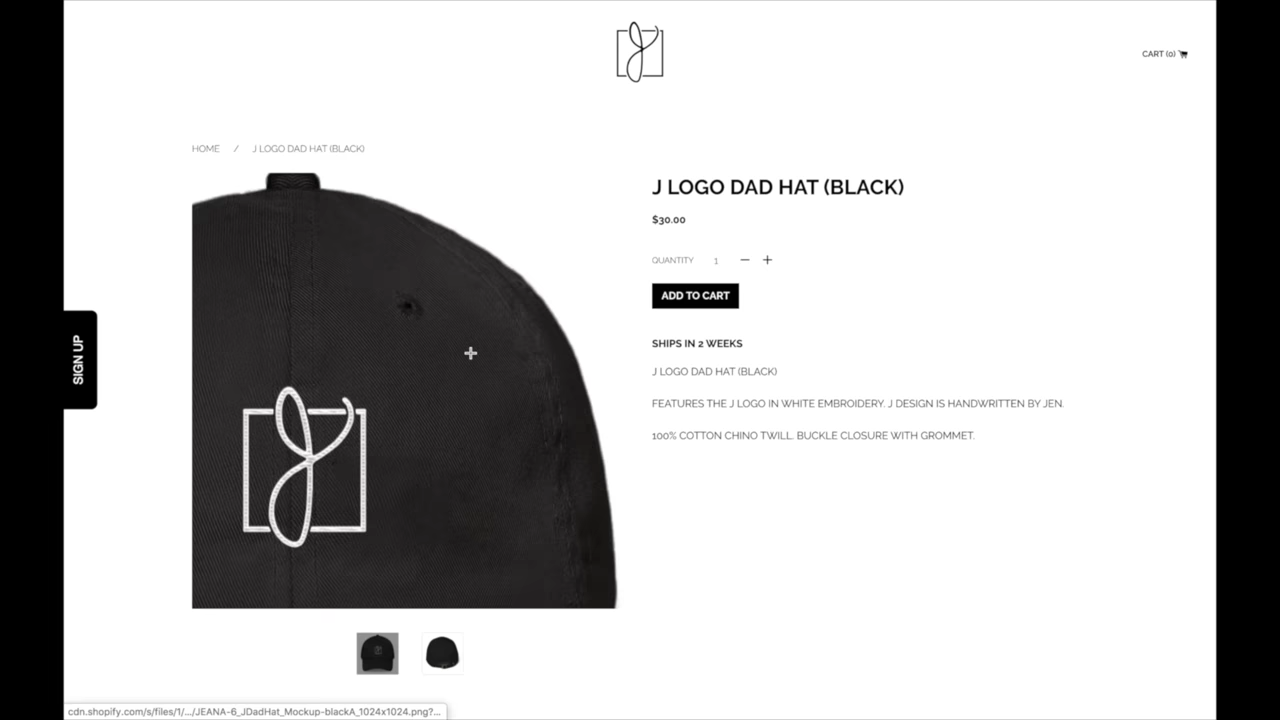 CART (0)
HOME / J LOGO DAD HAT (BLACK)
J LOGO DAD HAT (BLACK)
$30.00
QUANTITY 1 − +
ADD TO CART
SHIPS IN 2 WEEKS
J LOGO DAD HAT (BLACK)
FEATURES THE J LOGO IN WHITE EMBROIDERY. J DESIGN IS HANDWRITTEN BY JEN.
100% COTTON CHINO TWILL. BUCKLE CLOSURE WITH GROMMET.
SIGN UP
J
cdn.shopify.com/s/files/1/.../JEANA-6_JDadHat_Mockup-blackA_1024x1024.png?...